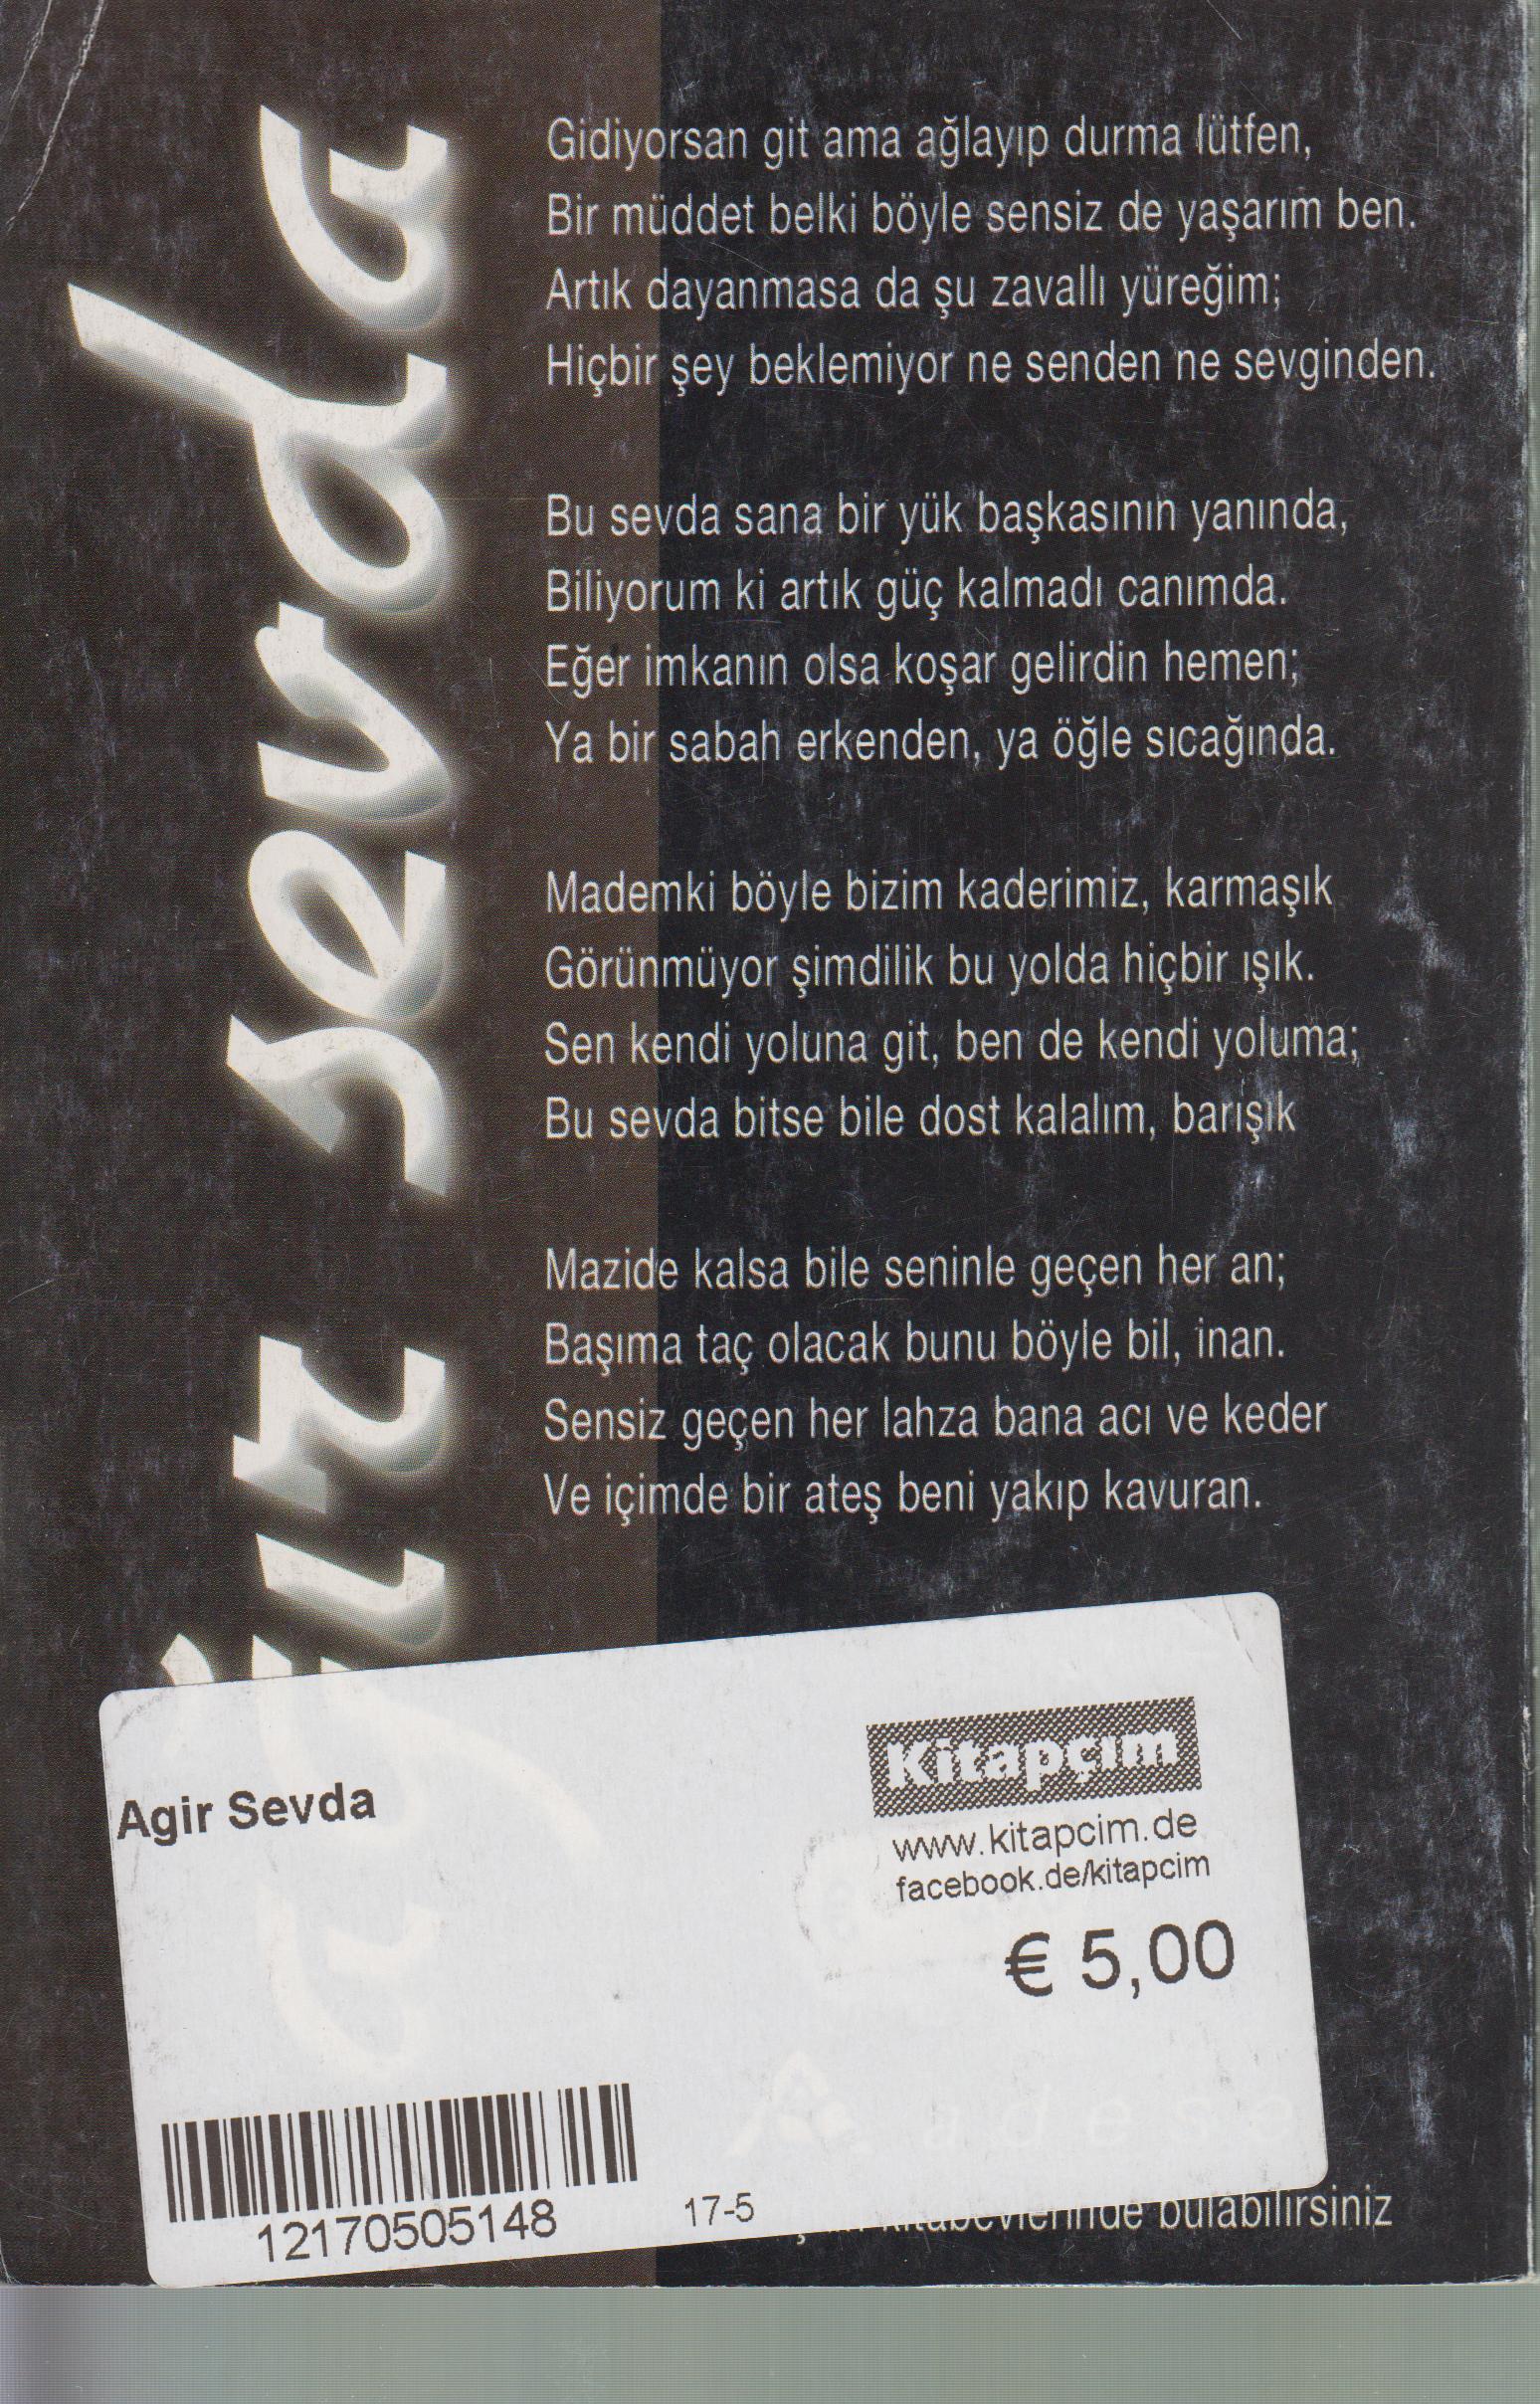 Gidiyorsan git ama ağlayıp durma lütfen,
Bir müddet belki böyle sensiz de yaşarım ben.
Artık dayanmasa da şu zavallı yüreğim;
Hiçbir şey beklemiyor ne senden ne sevginden.
Bu sevda sana bir yük başkasının yanında,
Biliyorum ki artık güç kalmadı canımda.
Eğer imkanın olsa koşar gelirdin hemen;
Ya bir sabah erkenden, ya öğle sıcağında.
Mademki böyle bizim kaderimiz, karmaşık
Görünmüyor şimdilik bu yolda hiçbir ışık.
Sen kendi yoluna git, ben de kendi yoluma;
Bu sevda bitse bile dost kalalım, barışık
Mazide kalsa bile seninle geçen her an;
Başıma taç olacak bunu böyle bil, inan.
Sensiz geçen her lahza bana acı ve keder
Ve içimde bir ateş beni yakıp kavuran.
ağır sevda
Agir Sevda
Kitapçım
www.kitapcim.de
facebook.de/kitapcim
€ 5,00
adese
12170505148
17-5
kitabevlerinde bulabilirsiniz